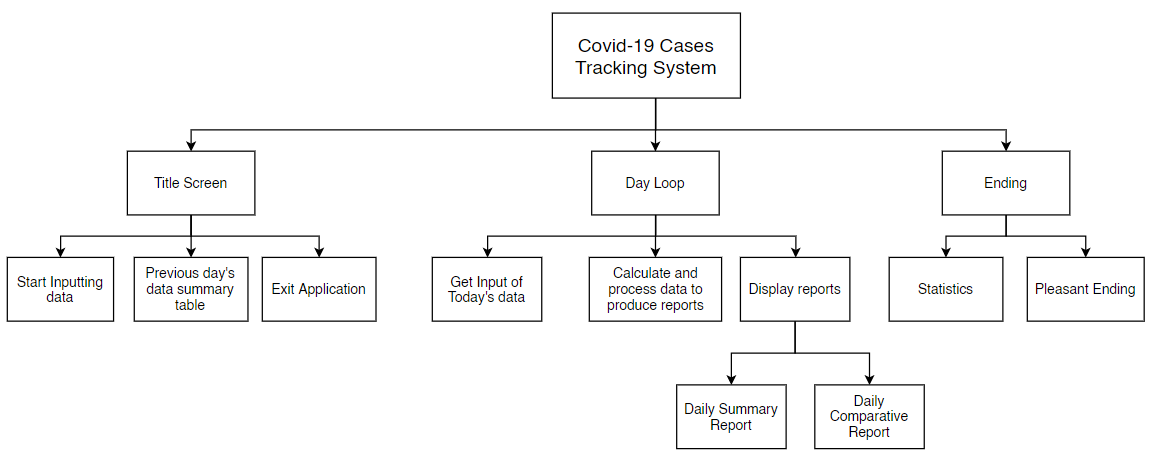 Covid-19 Cases
Tracking System
Title Screen
Day Loop
Ending
Start Inputting
data
Previous day's
data summary
table
Exit Application
Get Input of
Today's data
Calculate and
process data to
produce reports
Display reports
Statistics
Pleasant Ending
Daily Summary
Report
Daily
Comparative
Report